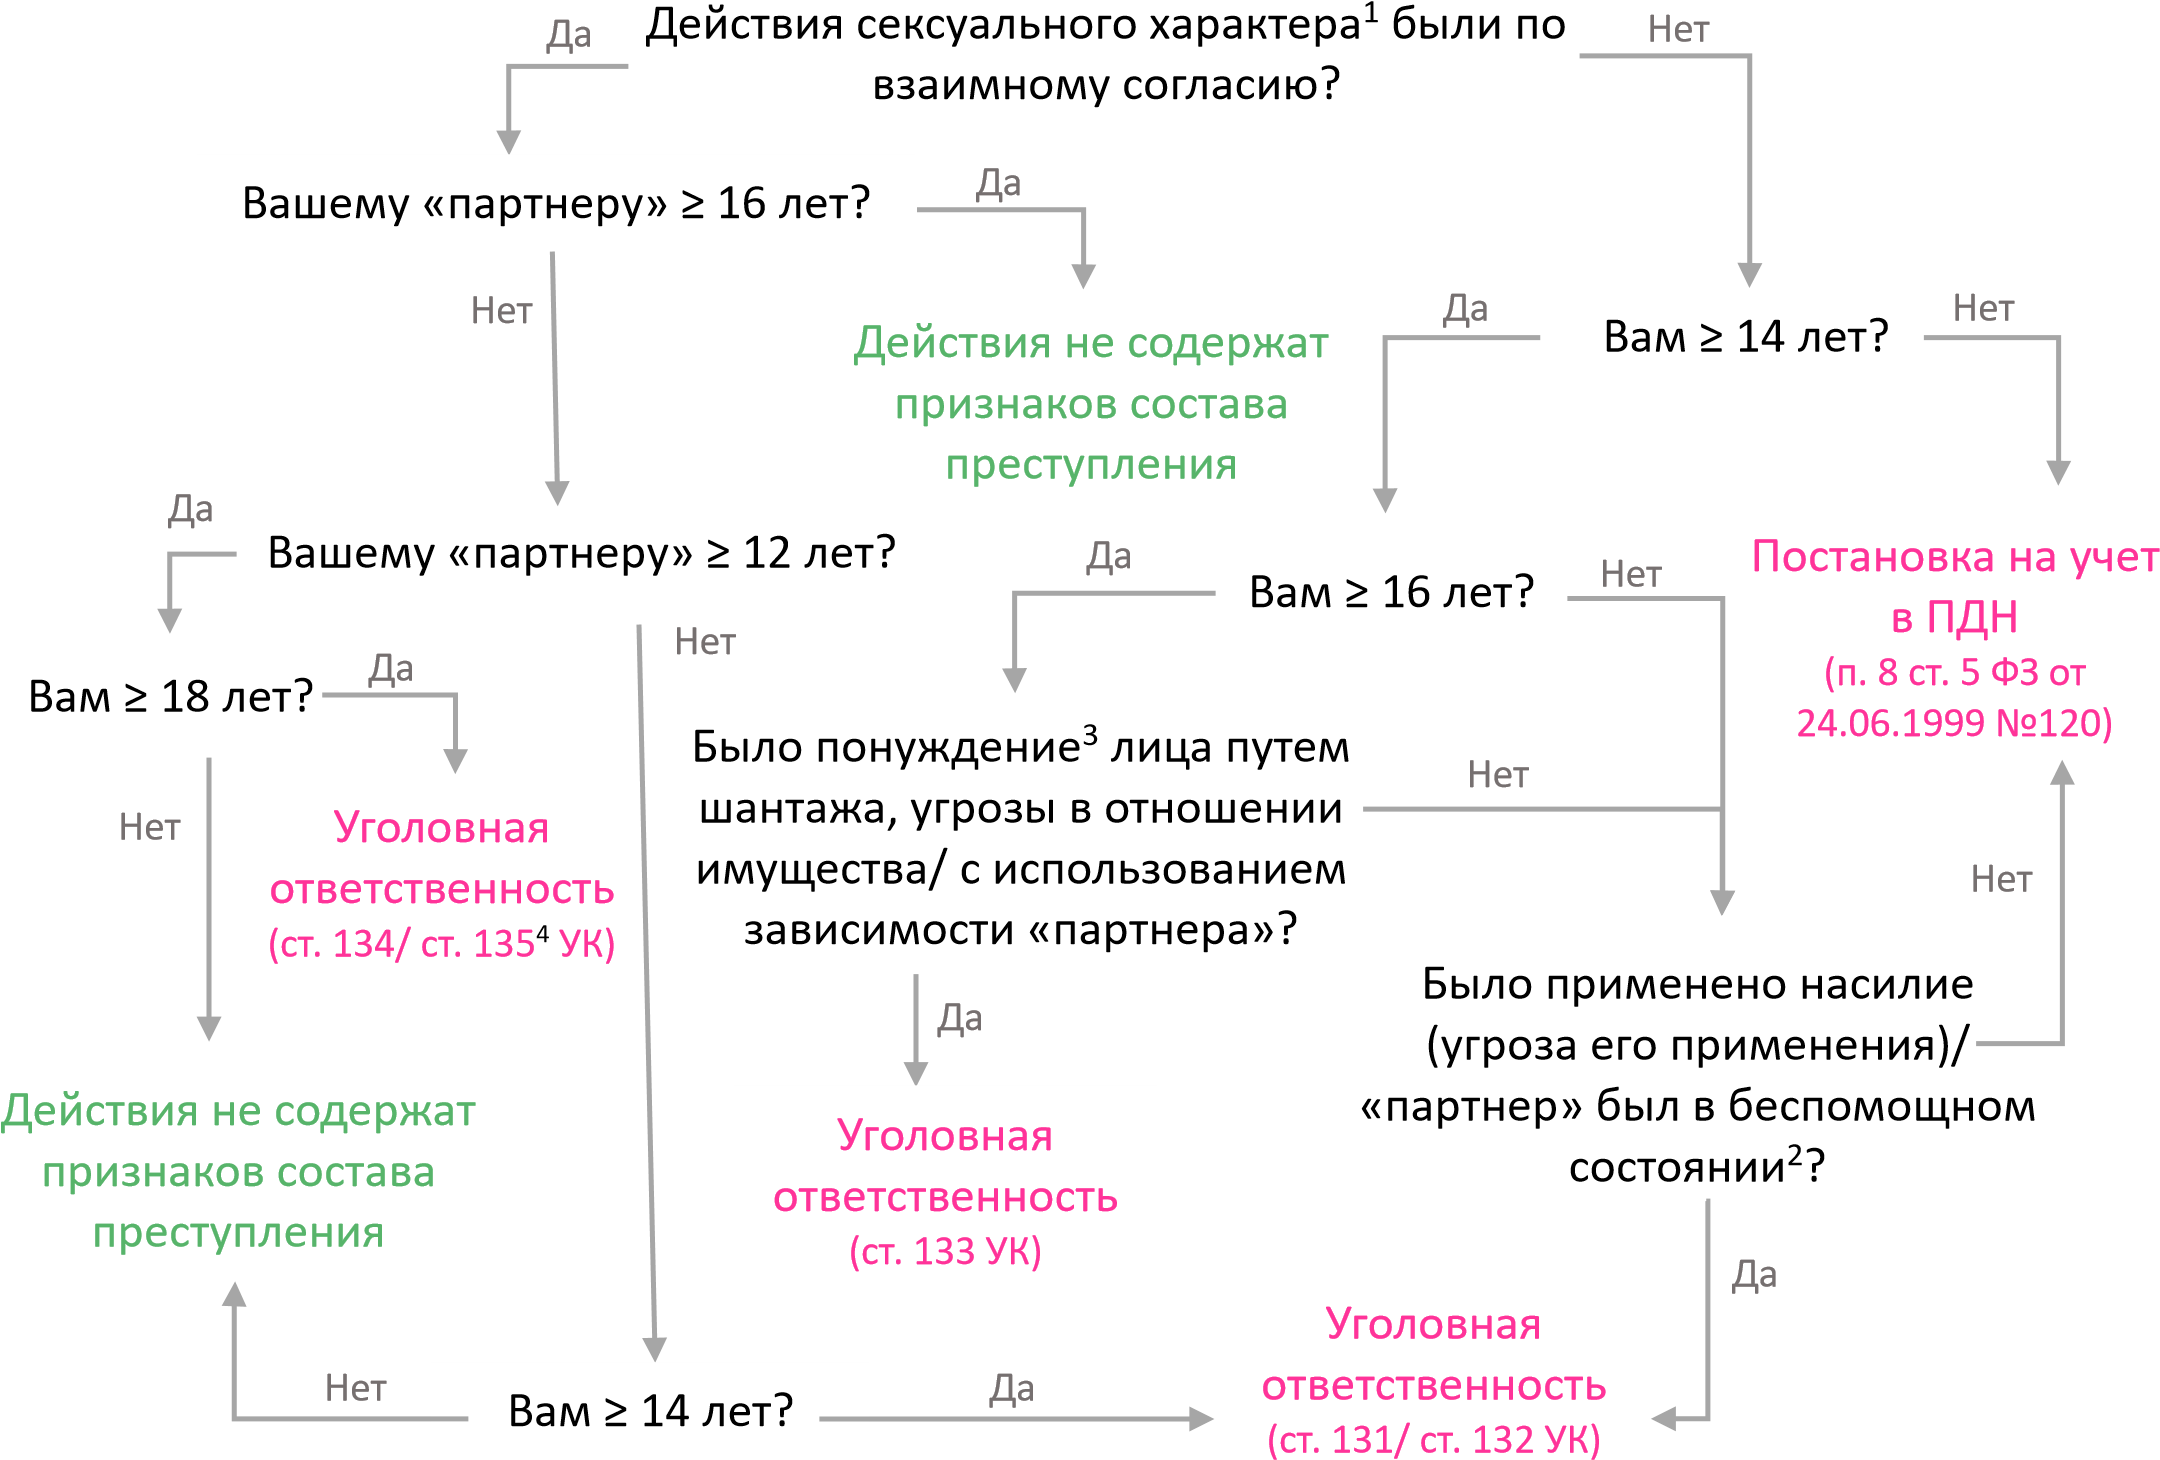 Действия сексуального характера¹ были по
взаимному согласию?
Да
Нет
Вашему «партнеру» ≥ 16 лет?
Да
Нет
Действия не содержат
признаков состава
преступления
Вам ≥ 14 лет?
Да
Нет
Вашему «партнеру» ≥ 12 лет?
Да
Нет
Вам ≥ 16 лет?
Да
Нет
Постановка на учет
в ПДН
(п. 8 ст. 5 ФЗ от
24.06.1999 №120)
Вам ≥ 18 лет?
Да
Нет
Уголовная
ответственность
(ст. 134/ ст. 135⁴ УК)
Было понуждение³ лица путем
шантажа, угрозы в отношении
имущества/ с использованием
зависимости «партнера»?
Нет
Да
Было применено насилие
(угроза его применения)/
«партнер» был в беспомощном
состоянии²?
Нет
Да
Действия не содержат
признаков состава
преступления
Уголовная
ответственность
(ст. 133 УК)
Вам ≥ 14 лет?
Нет
Да
Уголовная
ответственность
(ст. 131/ ст. 132 УК)